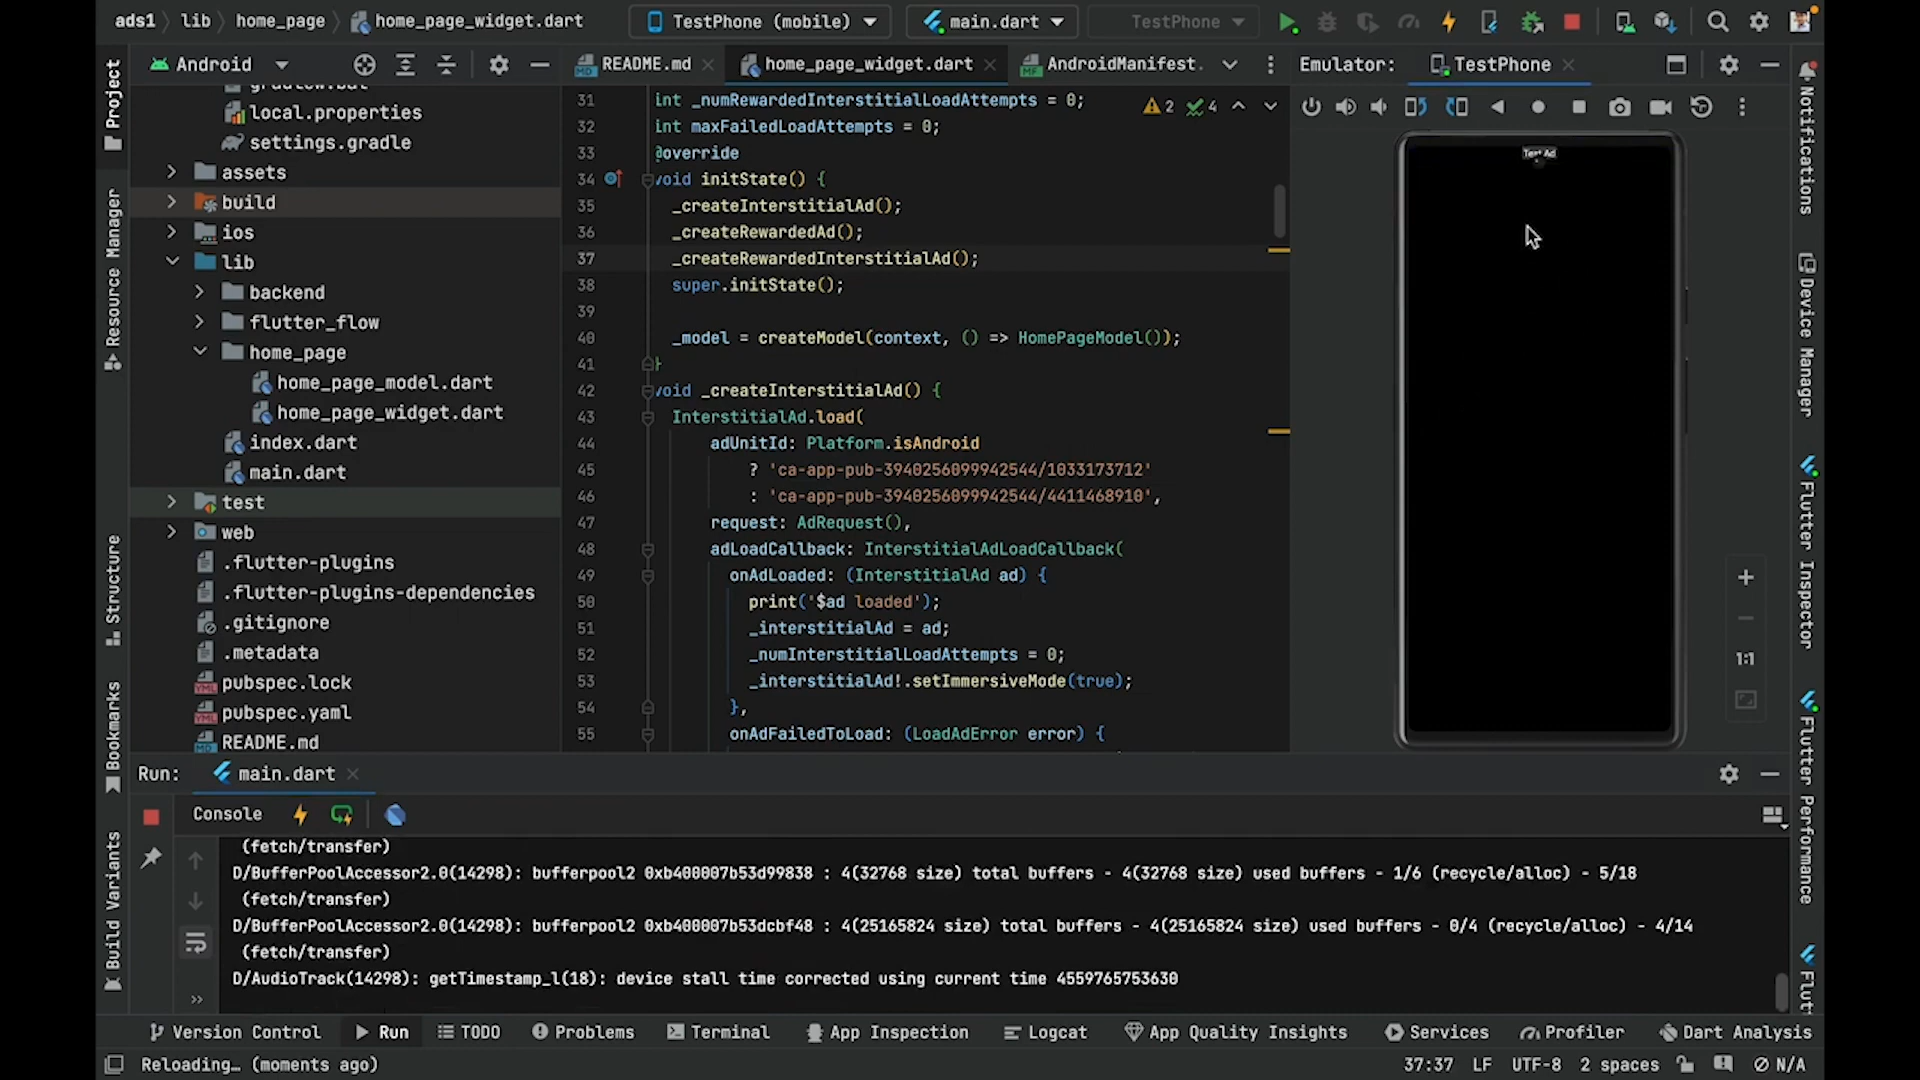 ads1 lib home_page home_page_widget.dart TestPhone (mobile) main.dart TestPhone
Android README.md home_page_widget.dart AndroidManifest. Emulator: TestPhone
Project
Resource Manager
Structure
Bookmarks
Build Variants
gradlew.bat
local.properties
settings.gradle
assets
build
ios
lib
backend
flutter_flow
home_page
home_page_model.dart
home_page_widget.dart
index.dart
main.dart
test
web
.flutter-plugins
.flutter-plugins-dependencies
.gitignore
.metadata
pubspec.lock
pubspec.yaml
README.md
31 int _numRewardedInterstitialLoadAttempts = 0;
32 int maxFailedLoadAttempts = 0;
33 @override
34 void initState() {
35 _createInterstitialAd();
36 _createRewardedAd();
37 _createRewardedInterstitialAd();
38 super.initState();
39
40 _model = createModel(context, () => HomePageModel());
41 }
42 void _createInterstitialAd() {
43 InterstitialAd.load(
44 adUnitId: Platform.isAndroid
45 ? 'ca-app-pub-3940256099942544/1033173712'
46 : 'ca-app-pub-3940256099942544/4411468910',
47 request: AdRequest(),
48 adLoadCallback: InterstitialAdLoadCallback(
49 onAdLoaded: (InterstitialAd ad) {
50 print('$ad loaded');
51 _interstitialAd = ad;
52 _numInterstitialLoadAttempts = 0;
53 _interstitialAd!.setImmersiveMode(true);
54 },
55 onAdFailedToLoad: (LoadAdError error) {
2 4
Test Ad
1:1
Notifications
Device Manager
Flutter Inspector
Flutter Performance
Flutt
Run: main.dart
Console
(fetch/transfer)
D/BufferPoolAccessor2.0(14298): bufferpool2 0xb400007b53d99838 : 4(32768 size) total buffers - 4(32768 size) used buffers - 1/6 (recycle/alloc) - 5/18
(fetch/transfer)
D/BufferPoolAccessor2.0(14298): bufferpool2 0xb400007b53dcbf48 : 4(25165824 size) total buffers - 4(25165824 size) used buffers - 0/4 (recycle/alloc) - 4/14
(fetch/transfer)
D/AudioTrack(14298): getTimestamp_l(18): device stall time corrected using current time 4559765753630
Version Control Run TODO Problems Terminal App Inspection Logcat App Quality Insights Services Profiler Dart Analysis
Reloading… (moments ago) 37:37 LF UTF-8 2 spaces N/A